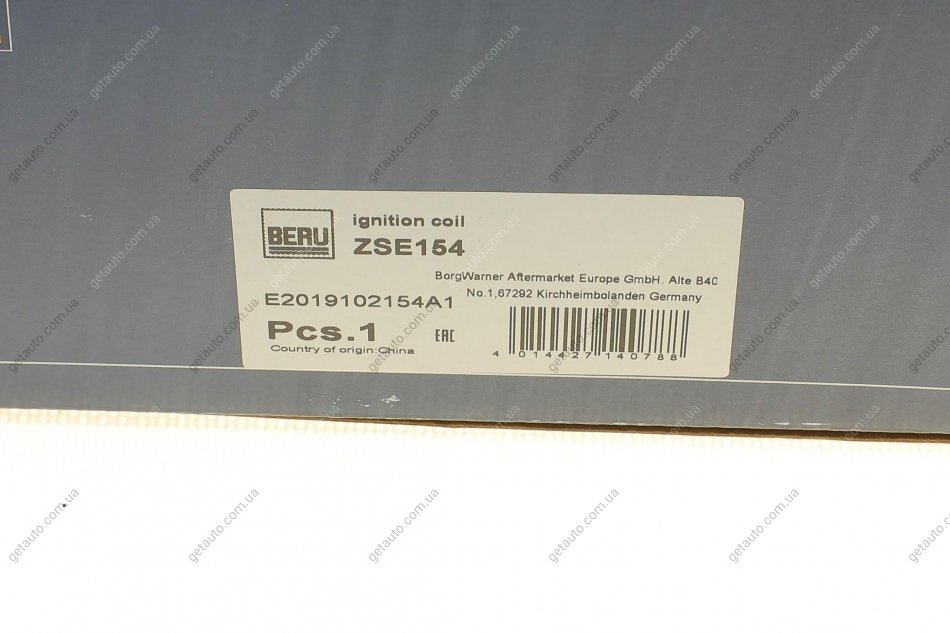 BERU
ignition coil
ZSE154
BorgWarner Aftermarket Europe GmbH. Alte B40
No.1,67292 Kirchheimbolanden Germany
E2019102154A1
Pcs.1
EAC
Country of origin:China
4 014427 140788
getauto.com.ua